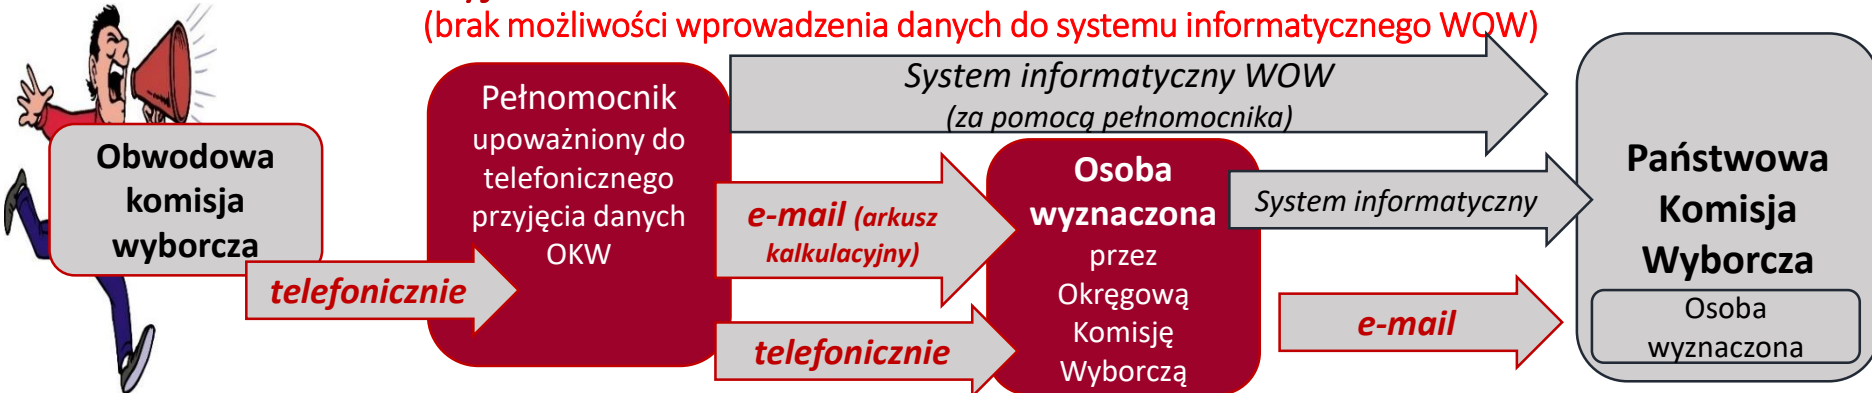 (brak możliwości wprowadzenia danych do systemu informatycznego WOW)
Obwodowa
komisja
wyborcza
telefonicznie
Pełnomocnik
upoważniony do
telefonicznego
przyjęcia danych
OKW
System informatyczny WOW
(za pomocą pełnomocnika)
e-mail (arkusz
kalkulacyjny)
telefonicznie
Osoba
wyznaczona
przez
Okręgową
Komisję
Wyborczą
System informatyczny
e-mail
Państwowa
Komisja
Wyborcza
Osoba
wyznaczona